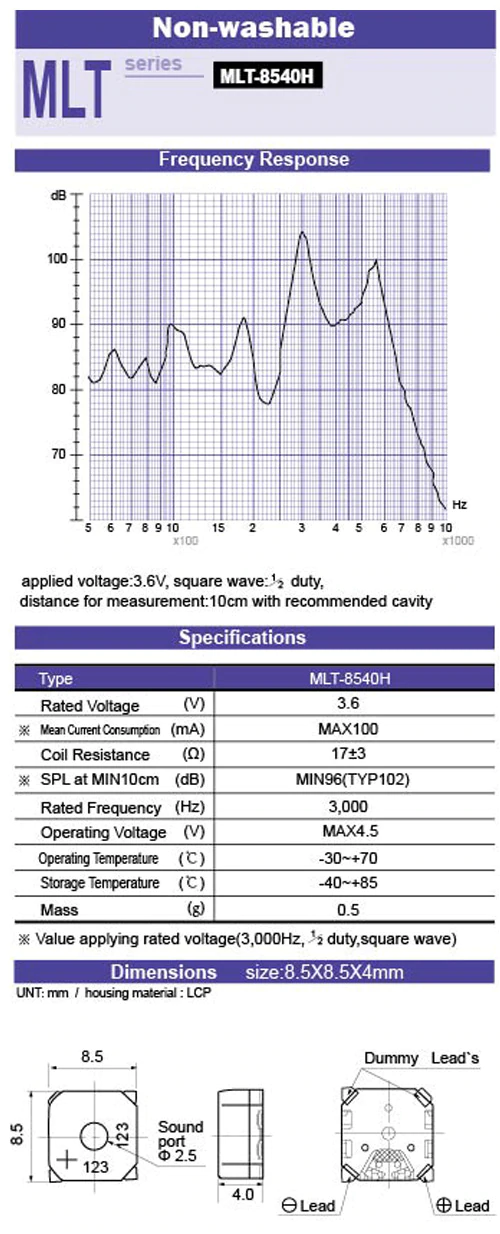 Non-washable
MLT series MLT-8540H
Frequency Response
dB
100
90
80
70
Hz
5 6 7 8 9 10 15 2 3 4 5 6 7 8 9 10
x100 x1000
applied voltage:3.6V, square wave:½ duty,
distance for measurement:10cm with recommended cavity
Specifications
Type MLT-8540H
Rated Voltage (V) 3.6
※ Mean Current Consumption (mA) MAX100
Coil Resistance (Ω) 17±3
※ SPL at MIN10cm (dB) MIN96(TYP102)
Rated Frequency (Hz) 3,000
Operating Voltage (V) MAX4.5
Operating Temperature (℃) -30~+70
Storage Temperature (℃) -40~+85
Mass (g) 0.5
※ Value applying rated voltage(3,000Hz, ½ duty,square wave)
Dimensions size:8.5X8.5X4mm
UNT: mm / housing material : LCP
8.5
8.5
123
+ 123
Sound
port
Φ 2.5
4.0
Dummy Lead`s
⊖ Lead
⊕ Lead